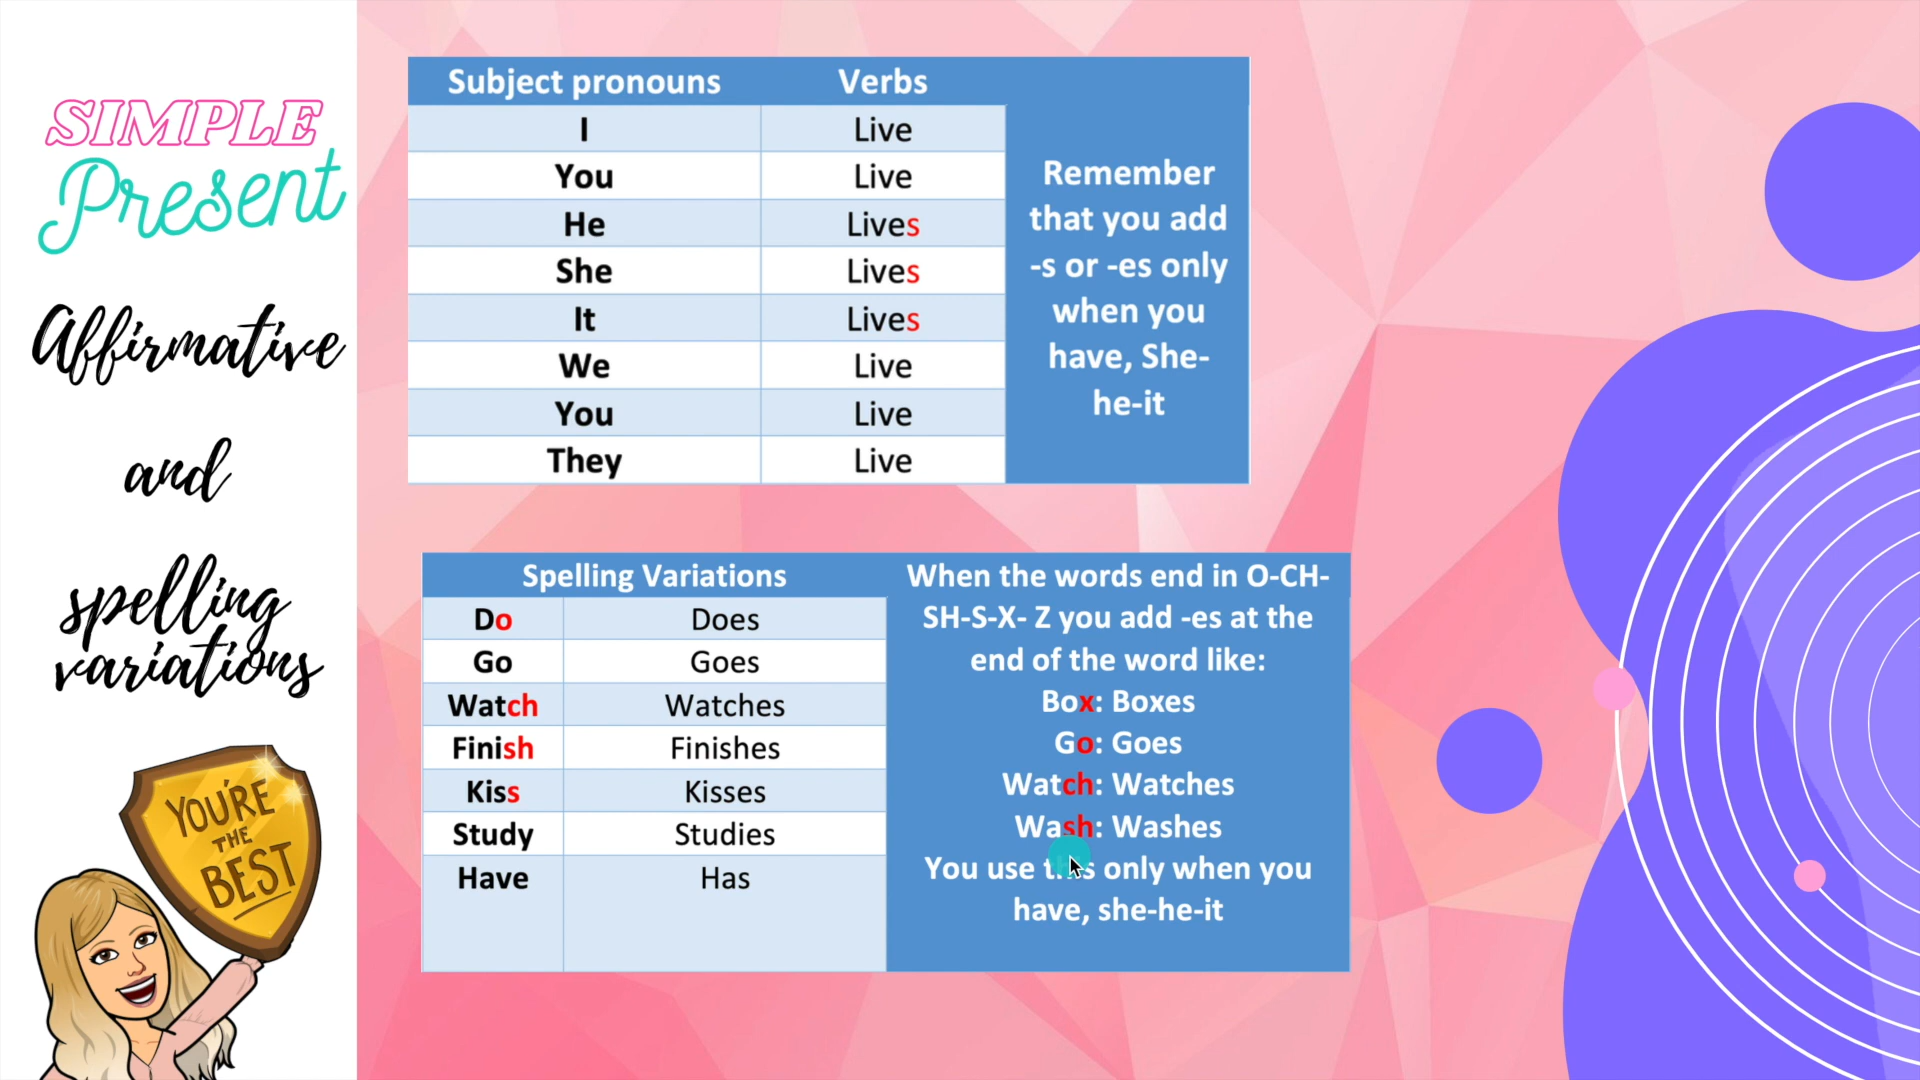 SIMPLE
Present
Affirmative
and
spelling
variations
YOU'RE
THE
BEST
Subject pronouns Verbs
I Live
You Live
He Lives
She Lives
It Lives
We Live
You Live
They Live
Remember
that you add
-s or -es only
when you
have, She-
he-it
Spelling Variations
Do Does
Go Goes
Watch Watches
Finish Finishes
Kiss Kisses
Study Studies
Have Has
When the words end in O-CH-
SH-S-X- Z you add -es at the
end of the word like:
Box: Boxes
Go: Goes
Watch: Watches
Wash: Washes
You use this only when you
have, she-he-it